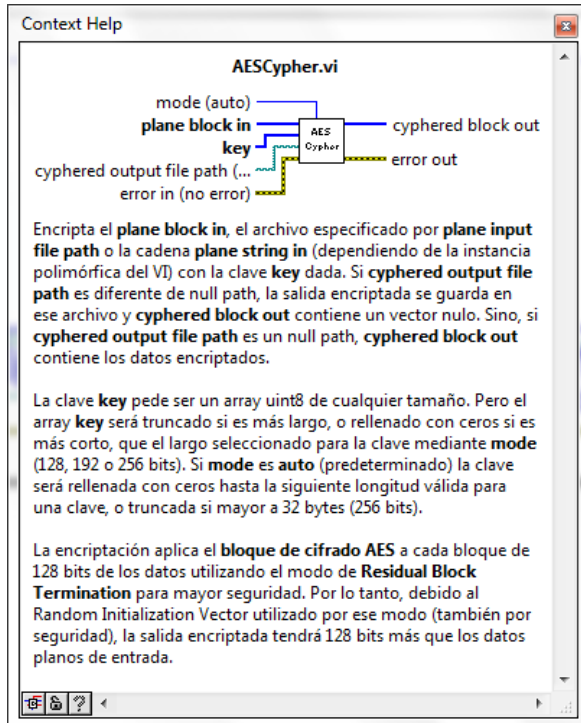 Context Help
AESCypher.vi
mode (auto)
plane block in
key
cyphered output file path (...
error in (no error)
AES
Cypher
cyphered block out
error out
Encripta el plane block in, el archivo especificado por plane input
file path o la cadena plane string in (dependiendo de la instancia
polimórfica del VI) con la clave key dada. Si cyphered output file
path es diferente de null path, la salida encriptada se guarda en
ese archivo y cyphered block out contiene un vector nulo. Sino, si
cyphered output file path es un null path, cyphered block out
contiene los datos encriptados.
La clave key pede ser un array uint8 de cualquier tamaño. Pero el
array key será truncado si es más largo, o rellenado con ceros si es
más corto, que el largo seleccionado para la clave mediante mode
(128, 192 o 256 bits). Si mode es auto (predeterminado) la clave
será rellenada con ceros hasta la siguiente longitud válida para
una clave, o truncada si mayor a 32 bytes (256 bits).
La encriptación aplica el bloque de cifrado AES a cada bloque de
128 bits de los datos utilizando el modo de Residual Block
Termination para mayor seguridad. Por lo tanto, debido al
Random Initialization Vector utilizado por ese modo (también por
seguridad), la salida encriptada tendrá 128 bits más que los datos
planos de entrada.